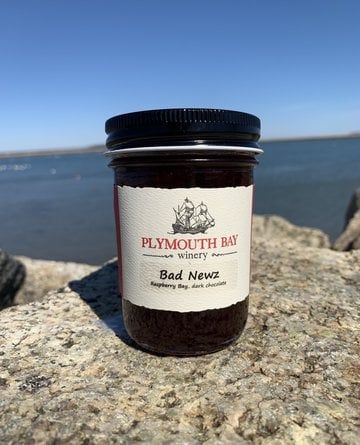 PLYMOUTH BAY
winery
Bad Newz
Raspberry Bay, dark chocolate